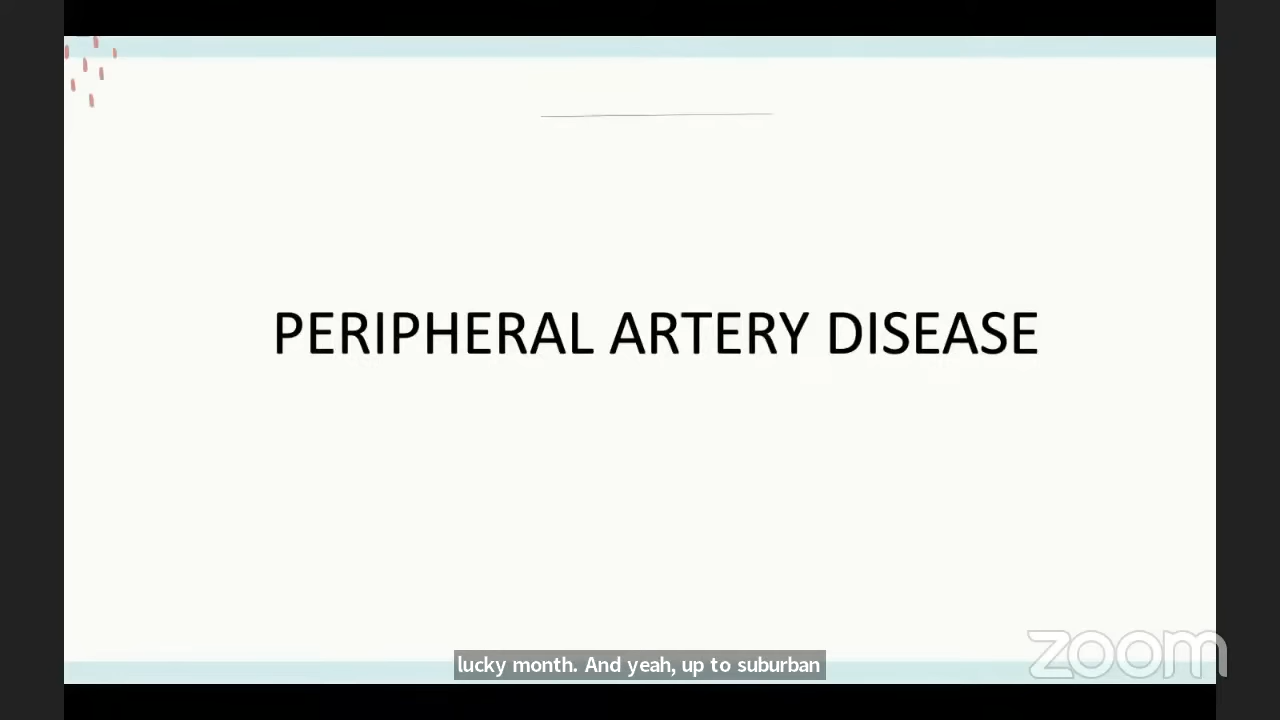 PERIPHERAL ARTERY DISEASE
zoom
lucky month. And yeah, up to suburban